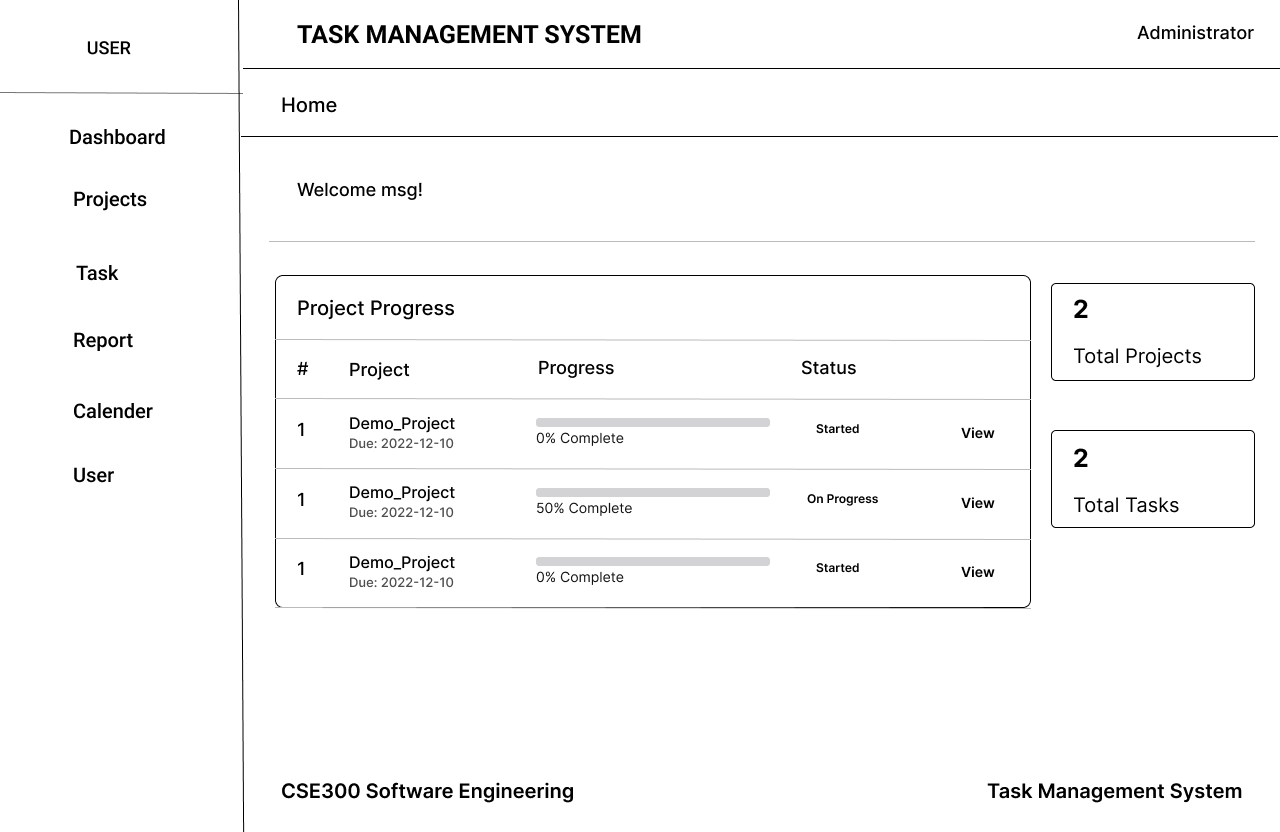 USER
TASK MANAGEMENT SYSTEM
Administrator
Home
Dashboard
Projects
Task
Report
Calender
User
Welcome msg!
Project Progress
# Project Progress Status
1 Demo_Project Started View
Due: 2022-12-10 0% Complete
1 Demo_Project On Progress View
Due: 2022-12-10 50% Complete
1 Demo_Project Started View
Due: 2022-12-10 0% Complete
2
Total Projects
2
Total Tasks
CSE300 Software Engineering
Task Management System